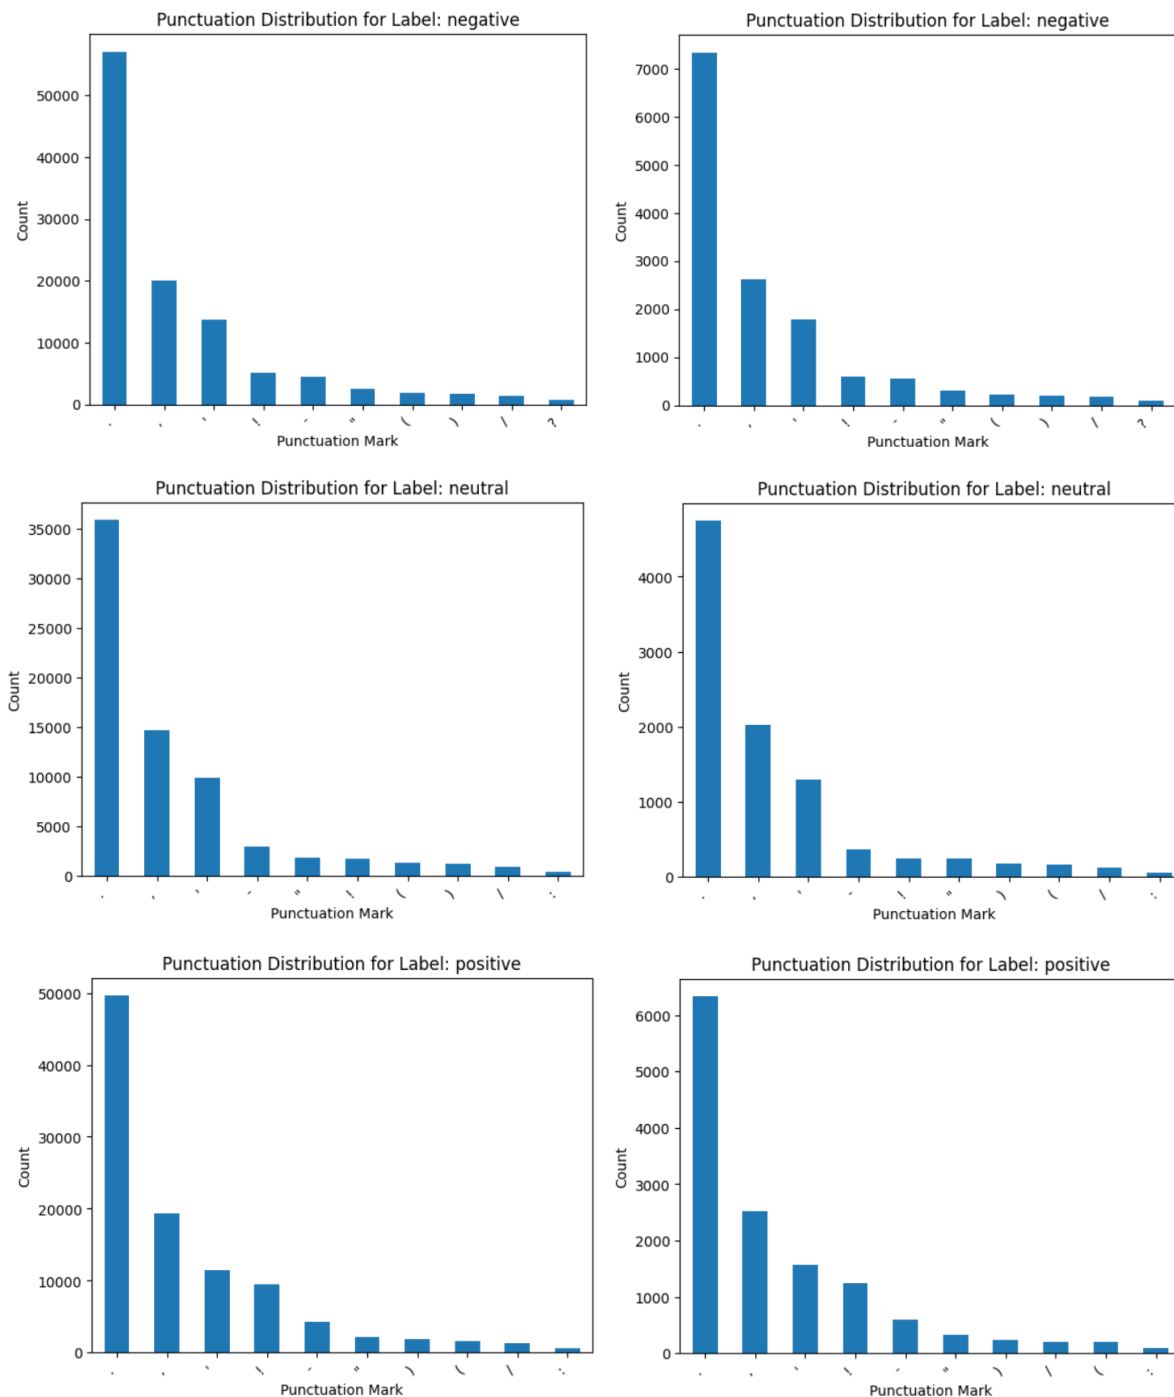 Punctuation Distribution for Label: negative
50000
40000
30000
20000
10000
0
Count
. , ' ! - " ( ) / ?
Punctuation Mark
Punctuation Distribution for Label: negative
7000
6000
5000
4000
3000
2000
1000
0
Count
. , ' ! - " ( ) / ?
Punctuation Mark
Punctuation Distribution for Label: neutral
35000
30000
25000
20000
15000
10000
5000
0
Count
. , ' - " ! ( ) / :
Punctuation Mark
Punctuation Distribution for Label: neutral
4000
3000
2000
1000
0
Count
. , ' - ! " ) ( / :
Punctuation Mark
Punctuation Distribution for Label: positive
50000
40000
30000
20000
10000
0
Count
. , ' ! - " ) ( / :
Punctuation Mark
Punctuation Distribution for Label: positive
6000
5000
4000
3000
2000
1000
0
Count
. , ' ! - " ) / ( :
Punctuation Mark